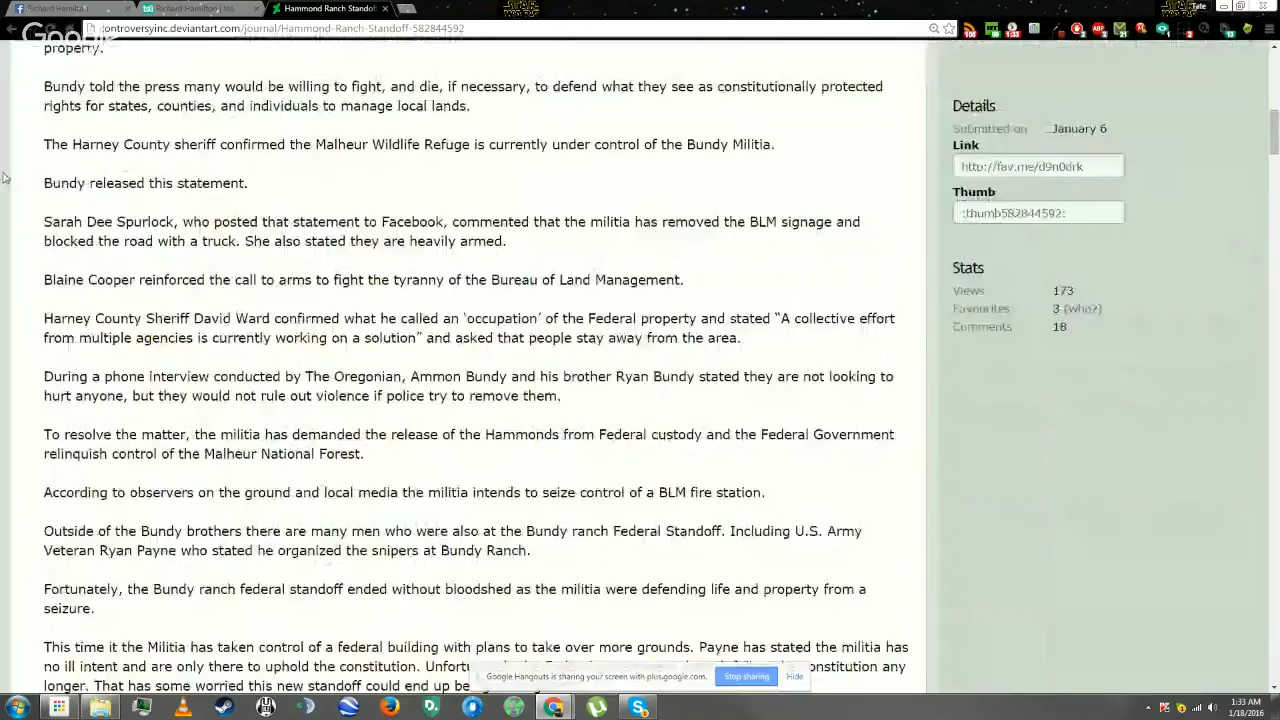 Richard Hamilton
Richard Hamilton | tsū
Hammond Ranch Standoff
Tate
controversyinc.deviantart.com/journal/Hammond-Ranch-Standoff-582844592
Google
property.
Bundy told the press many would be willing to fight, and die, if necessary, to defend what they see as constitutionally protected
rights for states, counties, and individuals to manage local lands.
The Harney County sheriff confirmed the Malheur Wildlife Refuge is currently under control of the Bundy Militia.
Bundy released this statement.
Sarah Dee Spurlock, who posted that statement to Facebook, commented that the militia has removed the BLM signage and
blocked the road with a truck. She also stated they are heavily armed.
Blaine Cooper reinforced the call to arms to fight the tyranny of the Bureau of Land Management.
Harney County Sheriff David Ward confirmed what he called an ‘occupation’ of the Federal property and stated “A collective effort
from multiple agencies is currently working on a solution” and asked that people stay away from the area.
During a phone interview conducted by The Oregonian, Ammon Bundy and his brother Ryan Bundy stated they are not looking to
hurt anyone, but they would not rule out violence if police try to remove them.
To resolve the matter, the militia has demanded the release of the Hammonds from Federal custody and the Federal Government
relinquish control of the Malheur National Forest.
According to observers on the ground and local media the militia intends to seize control of a BLM fire station.
Outside of the Bundy brothers there are many men who were also at the Bundy ranch Federal Standoff. Including U.S. Army
Veteran Ryan Payne who stated he organized the snipers at Bundy Ranch.
Fortunately, the Bundy ranch federal standoff ended without bloodshed as the militia were defending life and property from a
seizure.
This time it the Militia has taken control of a federal building with plans to take over more grounds. Payne has stated the militia has
no ill intent and are only there to uphold the constitution. Unfortu constitution any
longer. That has some worried this new standoff could end up be
Details
Submitted on January 6
Link
http://fav.me/d9n0drk
Thumb
:thumb582844592:
Stats
Views 173
Favourites 3 (who?)
Comments 18
Google Hangouts is sharing your screen with plus.google.com.
Stop sharing
Hide
1:33 AM
1/18/2016